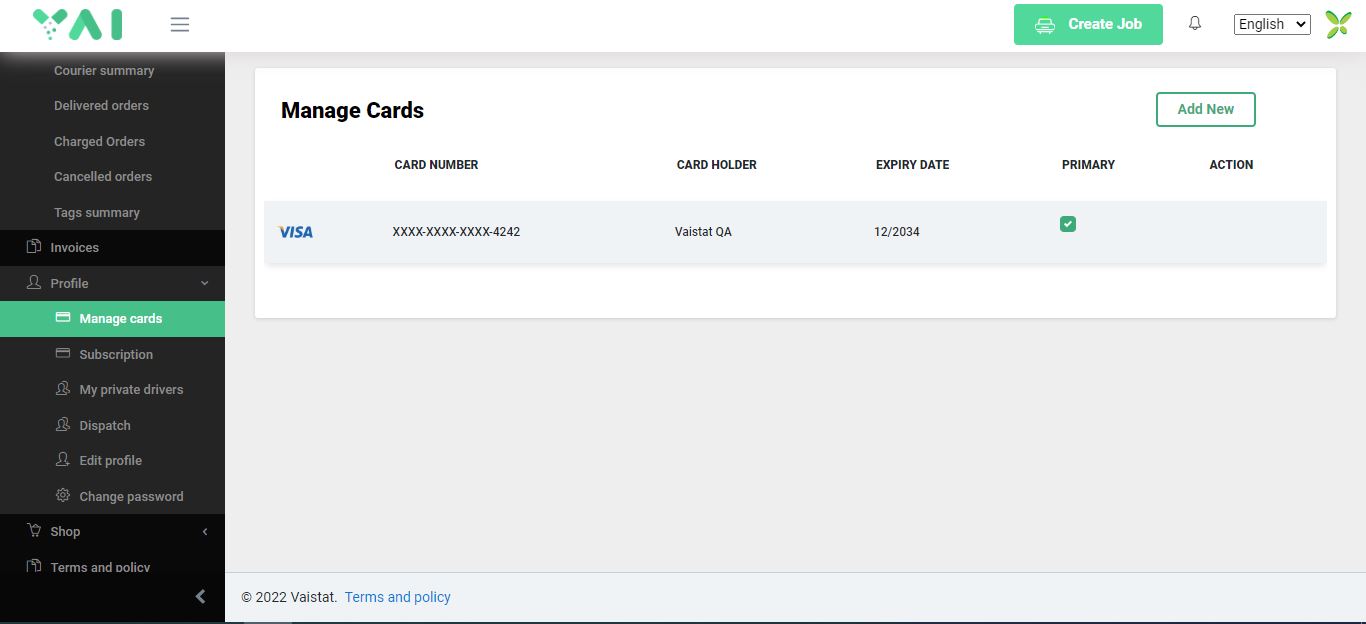 YAI
Create Job
English
Courier summary
Delivered orders
Charged Orders
Cancelled orders
Tags summary
Invoices
Profile
Manage cards
Subscription
My private drivers
Dispatch
Edit profile
Change password
Shop
Terms and policy
Manage Cards
Add New
CARD NUMBER CARD HOLDER EXPIRY DATE PRIMARY ACTION
VISA XXXX-XXXX-XXXX-4242 Vaistat QA 12/2034
© 2022 Vaistat. Terms and policy